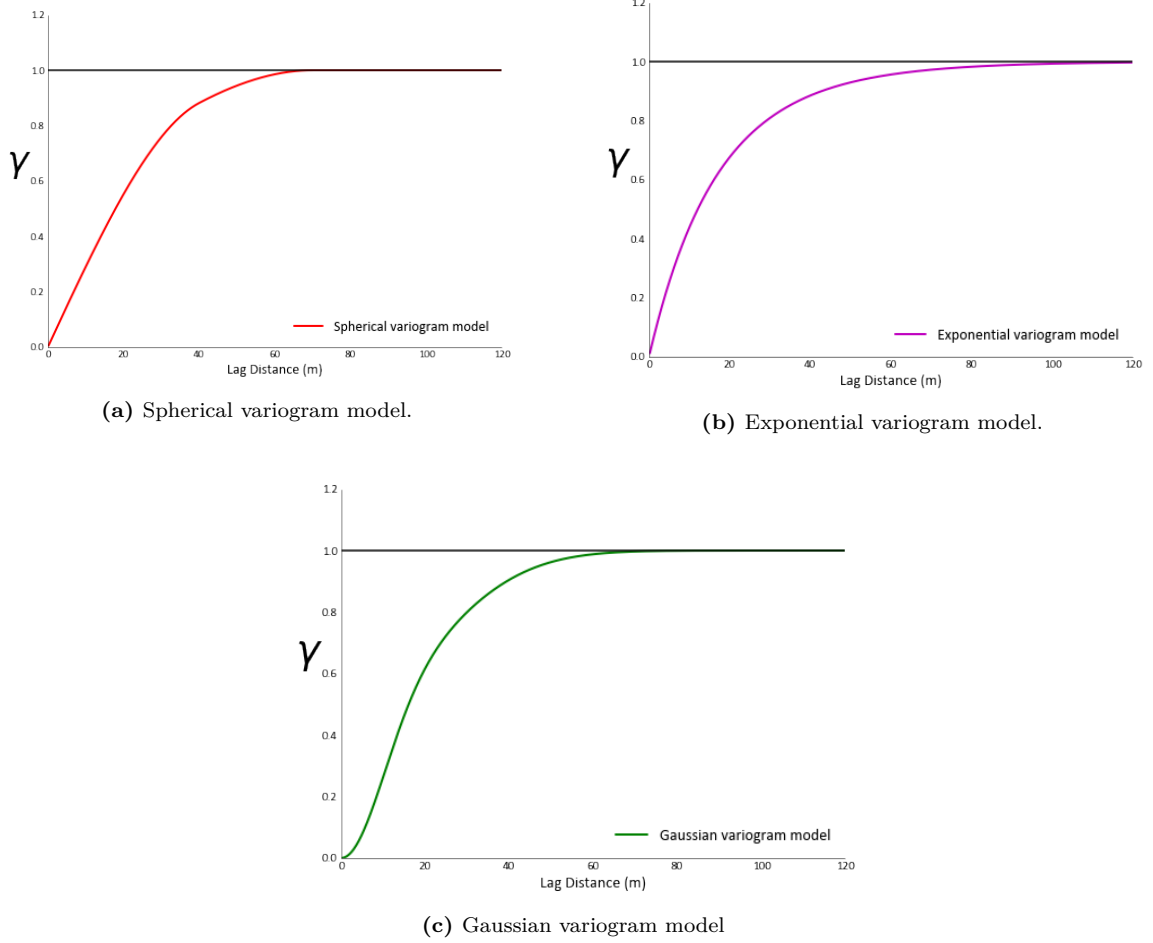 1.2
1.0
0.8
0.6
0.4
0.2
0.0
γ
0 20 40 60 80 100 120
Lag Distance (m)
Spherical variogram model
(a) Spherical variogram model.
1.2
1.0
0.8
0.6
0.4
0.2
0.0
γ
0 20 40 60 80 100 120
Lag Distance (m)
Exponential variogram model
(b) Exponential variogram model.
1.2
1.0
0.8
0.6
0.4
0.2
0.0
γ
0 20 40 60 80 100 120
Lag Distance (m)
Gaussian variogram model
(c) Gaussian variogram model